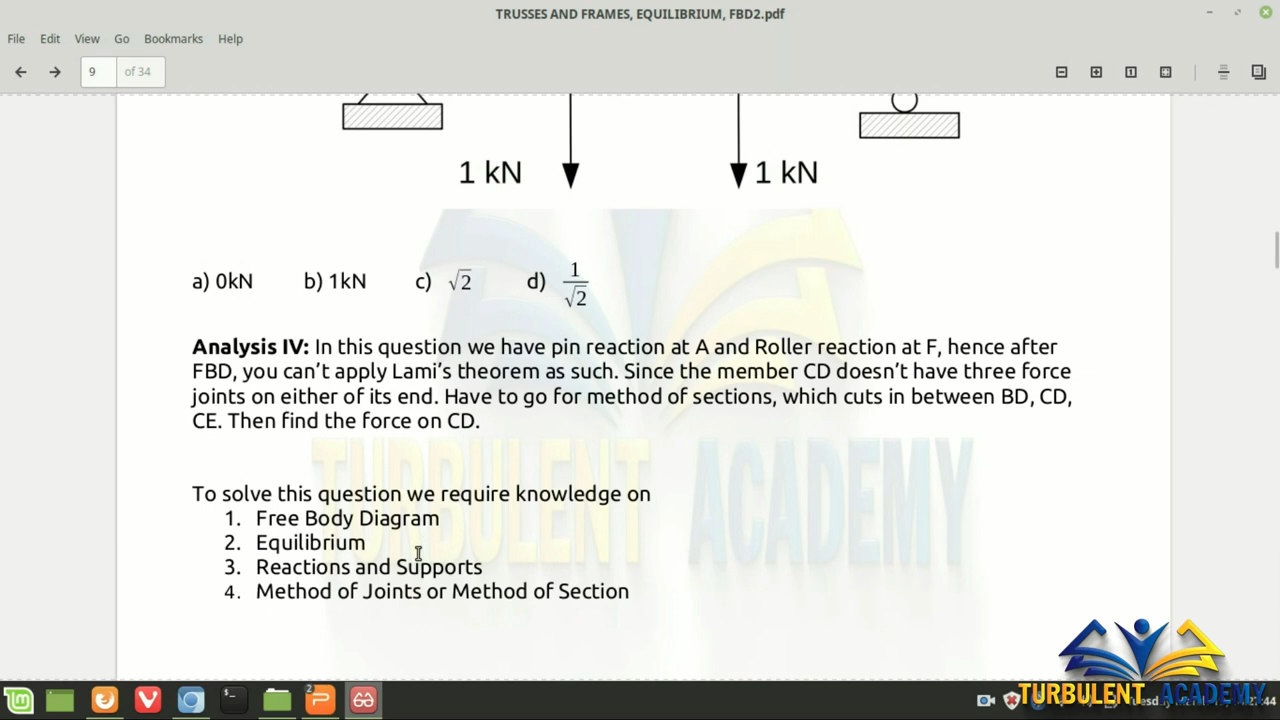 TRUSSES AND FRAMES, EQUILIBRIUM, FBD2.pdf
File Edit View Go Bookmarks Help
9 of 34
1 kN 1 kN
a) 0kN b) 1kN c) √2 d) 1/√2
Analysis IV: In this question we have pin reaction at A and Roller reaction at F, hence after
FBD, you can't apply Lami's theorem as such. Since the member CD doesn't have three force
joints on either of its end. Have to go for method of sections, which cuts in between BD, CD,
CE. Then find the force on CD.
To solve this question we require knowledge on
1. Free Body Diagram
2. Equilibrium
3. Reactions and Supports
4. Method of Joints or Method of Section
TURBULENT ACADEMY
TURBULENT ACADEMY